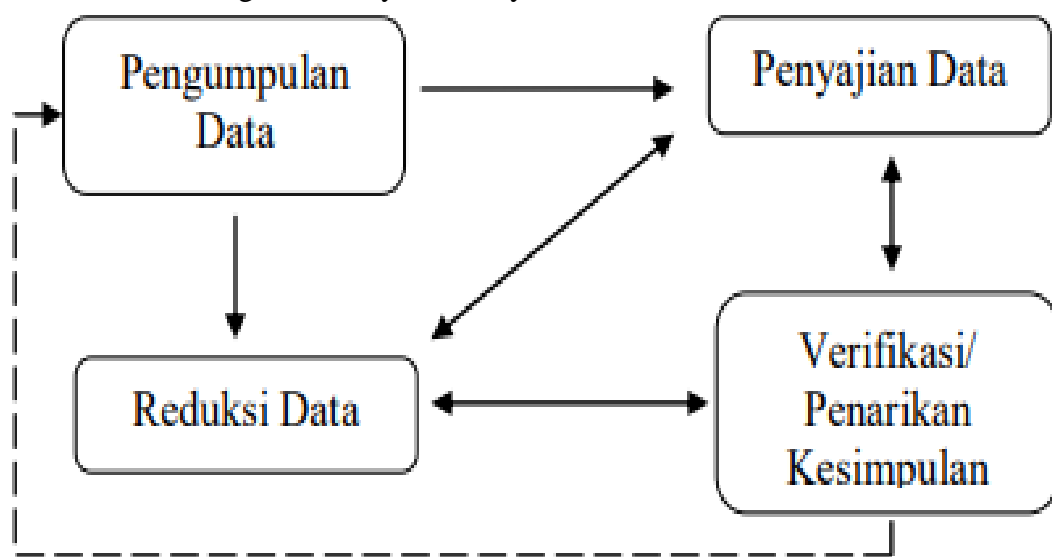 Pengumpulan
Data
Penyajian Data
Reduksi Data
Verifikasi/
Penarikan
Kesimpulan